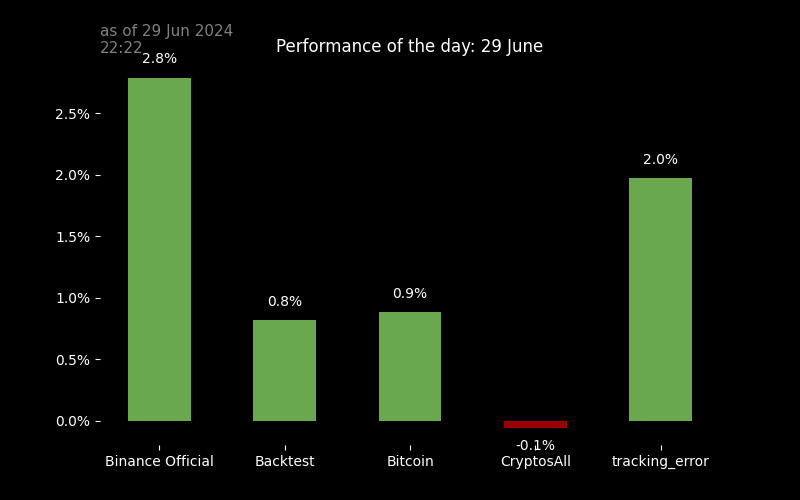 as of 29 Jun 2024
22:22
Performance of the day: 29 June
2.8%
0.8%
0.9%
-0.1%
2.0%
2.5%
2.0%
1.5%
1.0%
0.5%
0.0%
Binance Official
Backtest
Bitcoin
CryptosAll
tracking_error